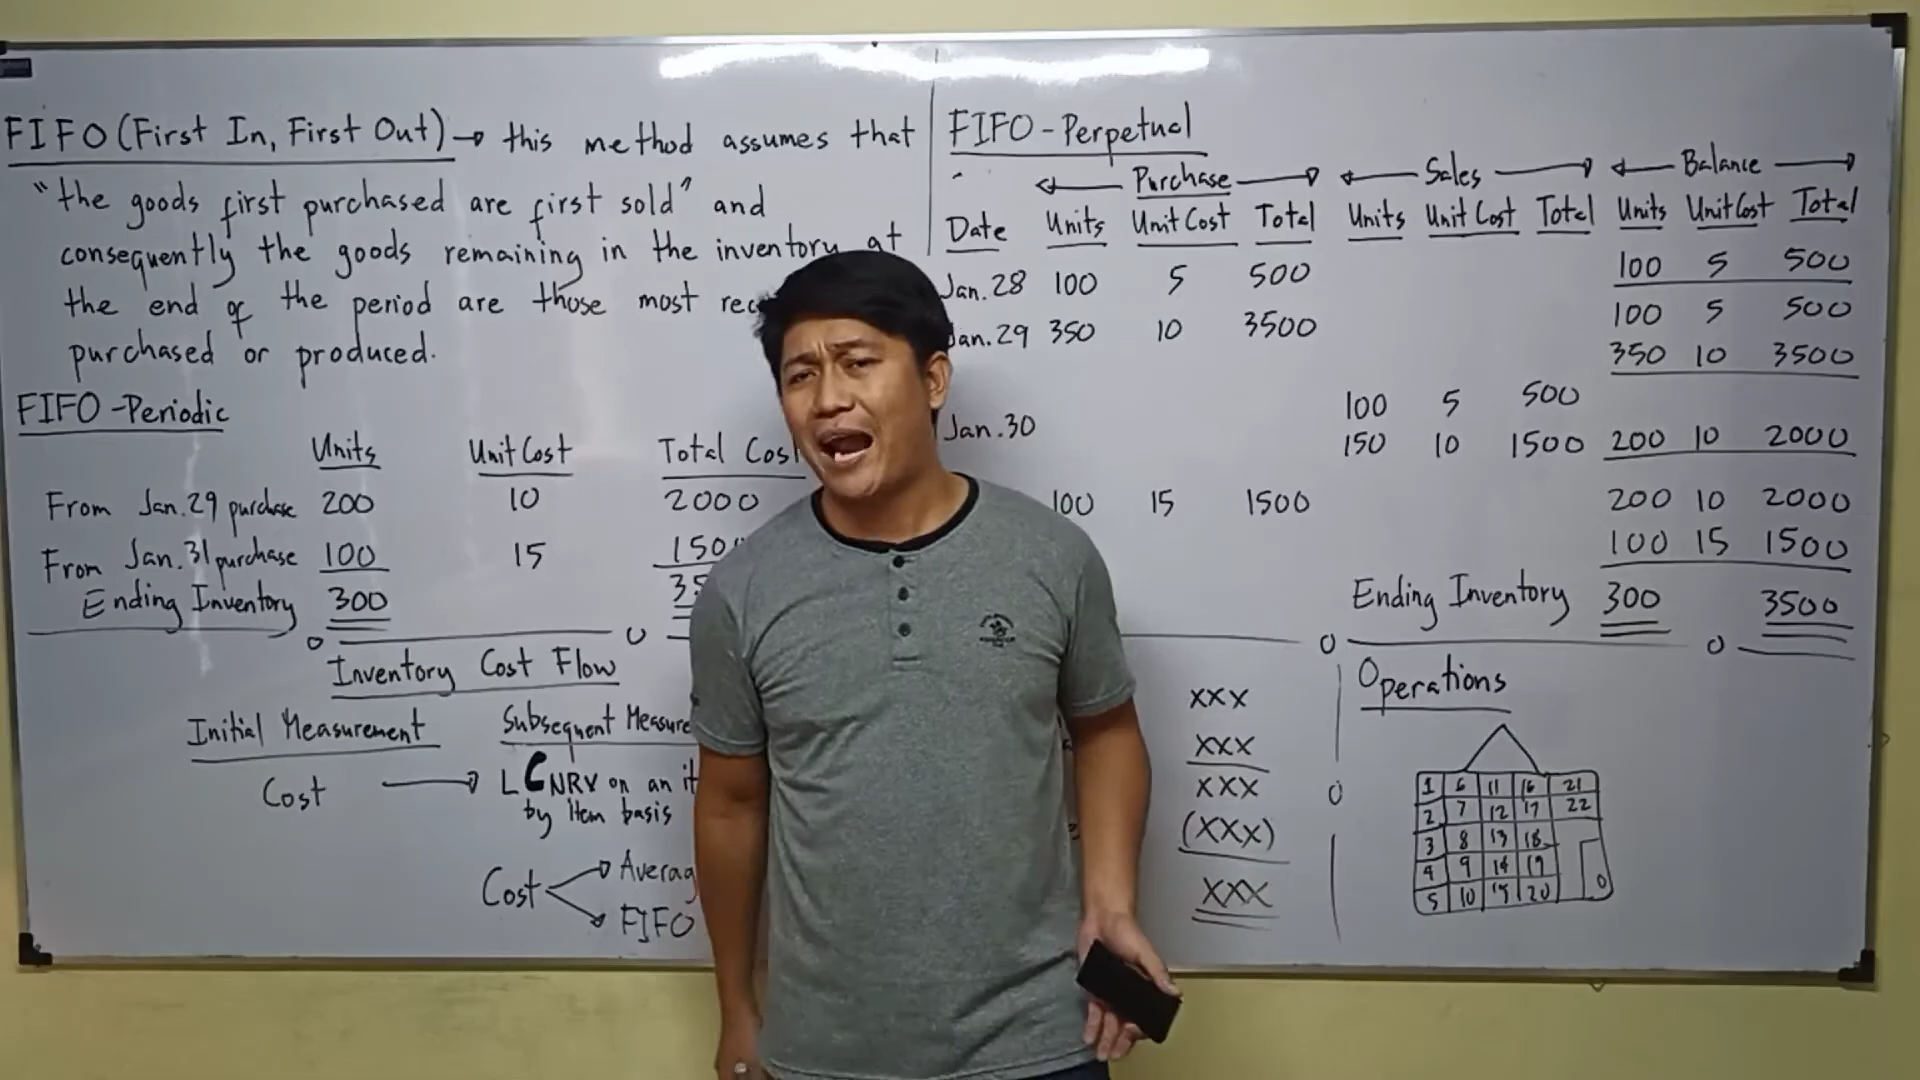 FIFO (First In, First Out) → this method assumes that
"the goods first purchased are first sold" and
consequently the goods remaining in the inventory at
the end of the period are those most
purchased or produced.
FIFO - Periodic
Units Unit Cost Total Cost
From Jan. 29 purchase 200 10 2000
From Jan. 31 purchase 100 15
Ending Inventory 300
Inventory Cost Flow
Initial Measurement Subsequent
Cost → LCNRV on an
by item basis
Cost
FIFO
FIFO - Perpetual
Purchase Sales Balance
Date Units Unit Cost Total Units Unit Cost Total Units Unit Cost Total
Jan. 28 100 5 500 100 5 500
100 5 500
Jan. 29 350 10 3500 350 10 3500
100 5 500
Jan. 30 150 10 1500 200 10 2000
100 15 1500 200 10 2000
100 15 1500
Ending Inventory 300 3500
xxx
xxx
xxx
(xxx)
xxx
Operations
1 6 11 16 21
2 7 12 17 22
3 8 13 18
4 9 14 19
5 10 15 20